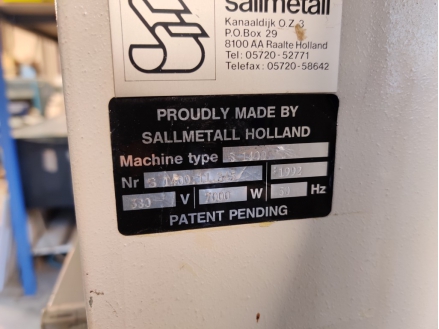 sallmetall
Kanaaldijk O.Z. 3
P.O.Box 29
8100 AA Raalte Holland
Tel: 05720-52771
Telefax: 05720-58642
PROUDLY MADE BY
SALLMETALL HOLLAND
Machine type
Nr
V W Hz
PATENT PENDING